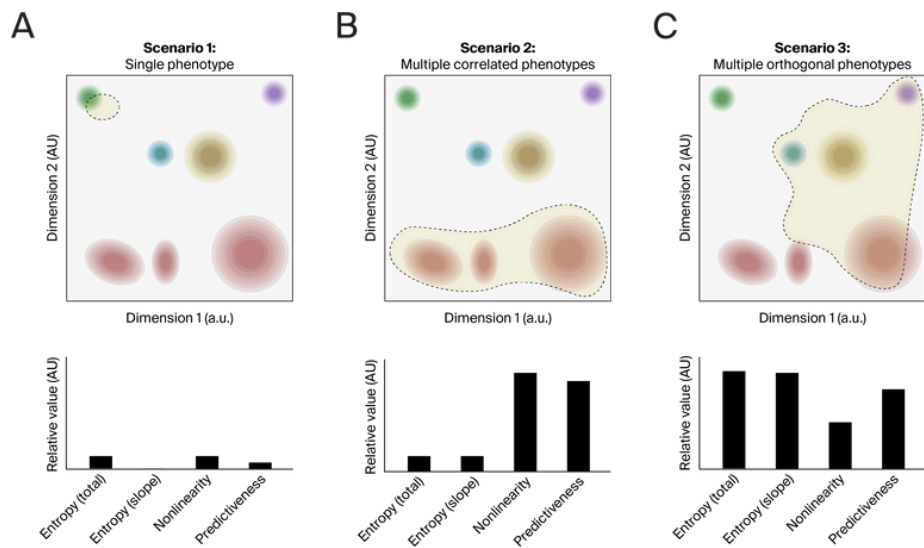 A
Scenario 1:
Single phenotype
Dimension 2 (AU)
Dimension 1 (a.u.)
Relative value (AU)
Entropy (total)
Entropy (slope)
Nonlinearity
Predictiveness
B
Scenario 2:
Multiple correlated phenotypes
Dimension 2 (AU)
Dimension 1 (a.u.)
Relative value (AU)
Entropy (total)
Entropy (slope)
Nonlinearity
Predictiveness
C
Scenario 3:
Multiple orthogonal phenotypes
Dimension 2 (AU)
Dimension 1 (a.u.)
Relative value (AU)
Entropy (total)
Entropy (slope)
Nonlinearity
Predictiveness